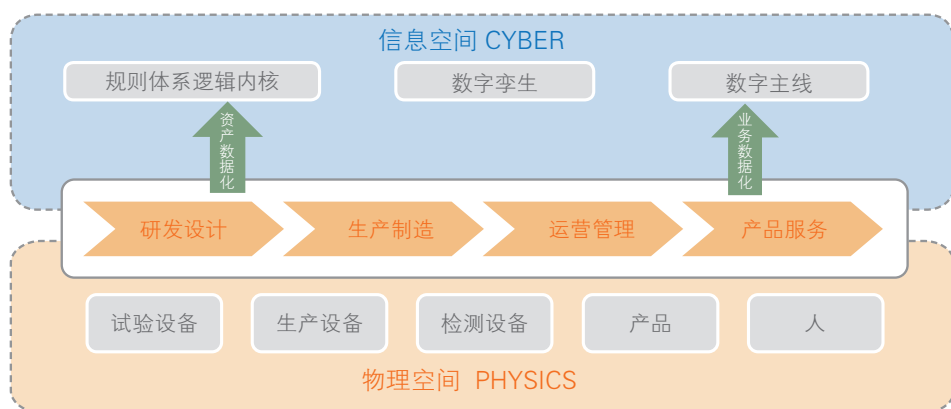 信息空间 CYBER
规则体系逻辑内核
数字孪生
数字主线
资产数据化
业务数据化
研发设计
生产制造
运营管理
产品服务
试验设备
生产设备
检测设备
产品
人
物理空间 PHYSICS